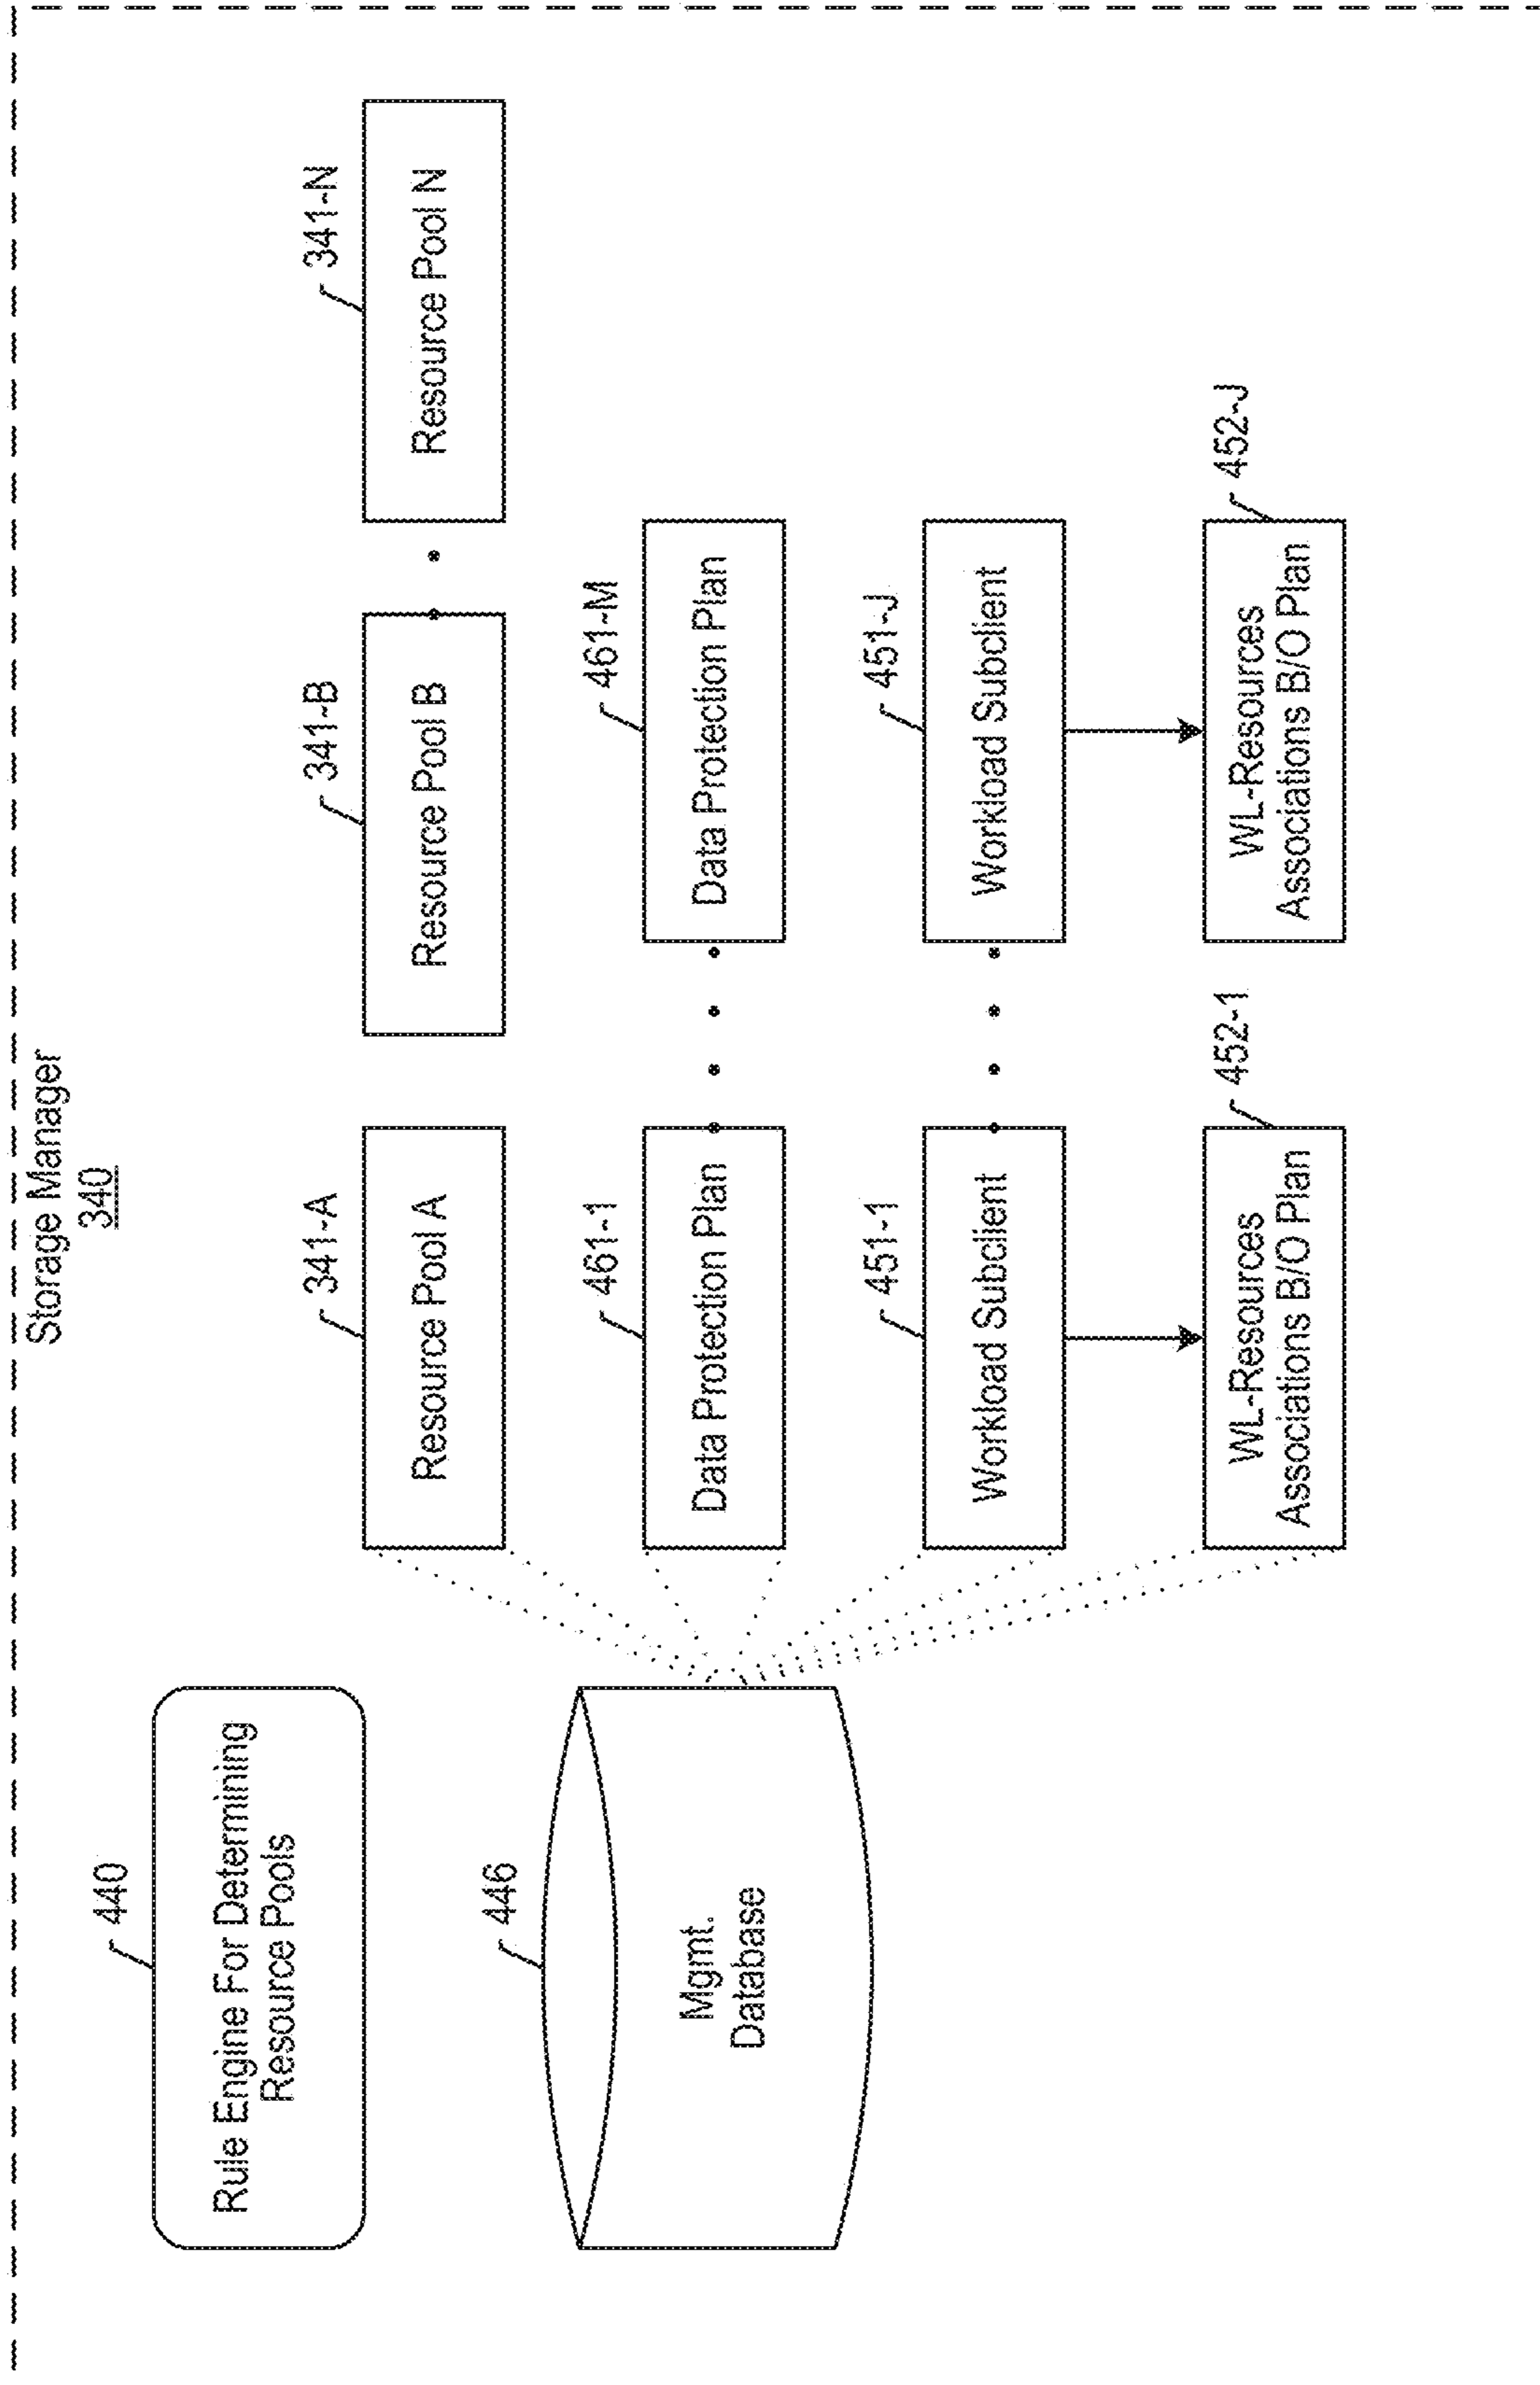 Storage Manager
340
440
Rule Engine For Determining
Resource Pools
446
Mgmt.
Database
341-A
Resource Pool A
341-B
Resource Pool B
341-N
Resource Pool N
461-1
Data Protection Plan
461-M
Data Protection Plan
451-1
Workload Subclient
451-J
Workload Subclient
452-1
WL-Resources
Associations B/O Plan
452-J
WL-Resources
Associations B/O Plan